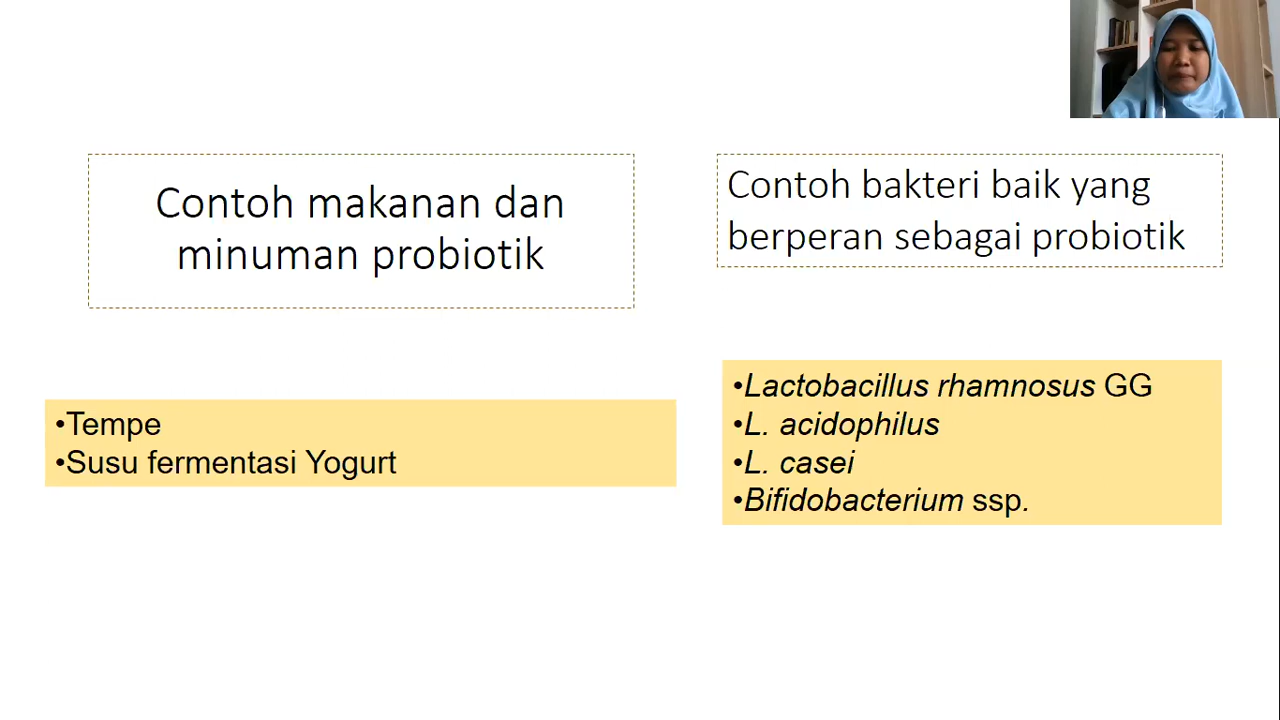 Contoh makanan dan
minuman probiotik
•Tempe
•Susu fermentasi Yogurt
Contoh bakteri baik yang
berperan sebagai probiotik
•Lactobacillus rhamnosus GG
•L. acidophilus
•L. casei
•Bifidobacterium ssp.